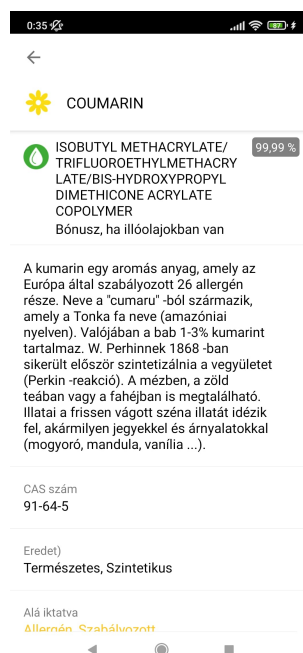 0:35
87
COUMARIN
ISOBUTYL METHACRYLATE/
TRIFLUOROETHYLMETHACRY
LATE/BIS-HYDROXYPROPYL
DIMETHICONE ACRYLATE
COPOLYMER
99,99 %
Bónusz, ha illóolajokban van
A kumarin egy aromás anyag, amely az
Európa által szabályozott 26 allergén
része. Neve a "cumaru" -ból származik,
amely a Tonka fa neve (amazóniai
nyelven). Valójában a bab 1-3% kumarint
tartalmaz. W. Perhinnek 1868 -ban
sikerült először szintetizálnia a vegyületet
(Perkin -reakció). A mézben, a zöld
teában vagy a fahéjban is megtalálható.
Illatai a frissen vágott széna illatát idézik
fel, akármilyen jegyekkel és árnyalatokkal
(mogyoró, mandula, vanília ...).
CAS szám
91-64-5
Eredet)
Természetes, Szintetikus
Alá iktatva
Allergén, Szabályozott